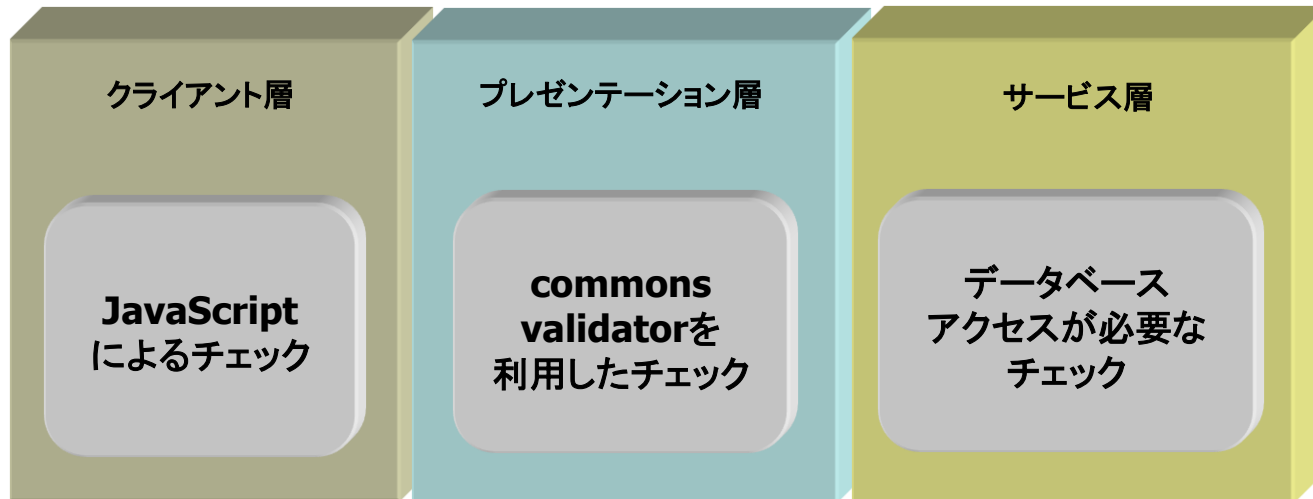 クライアント層
プレゼンテーション層
サービス層
JavaScript
によるチェック
commons
validatorを
利用したチェック
データベース
アクセスが必要な
チェック